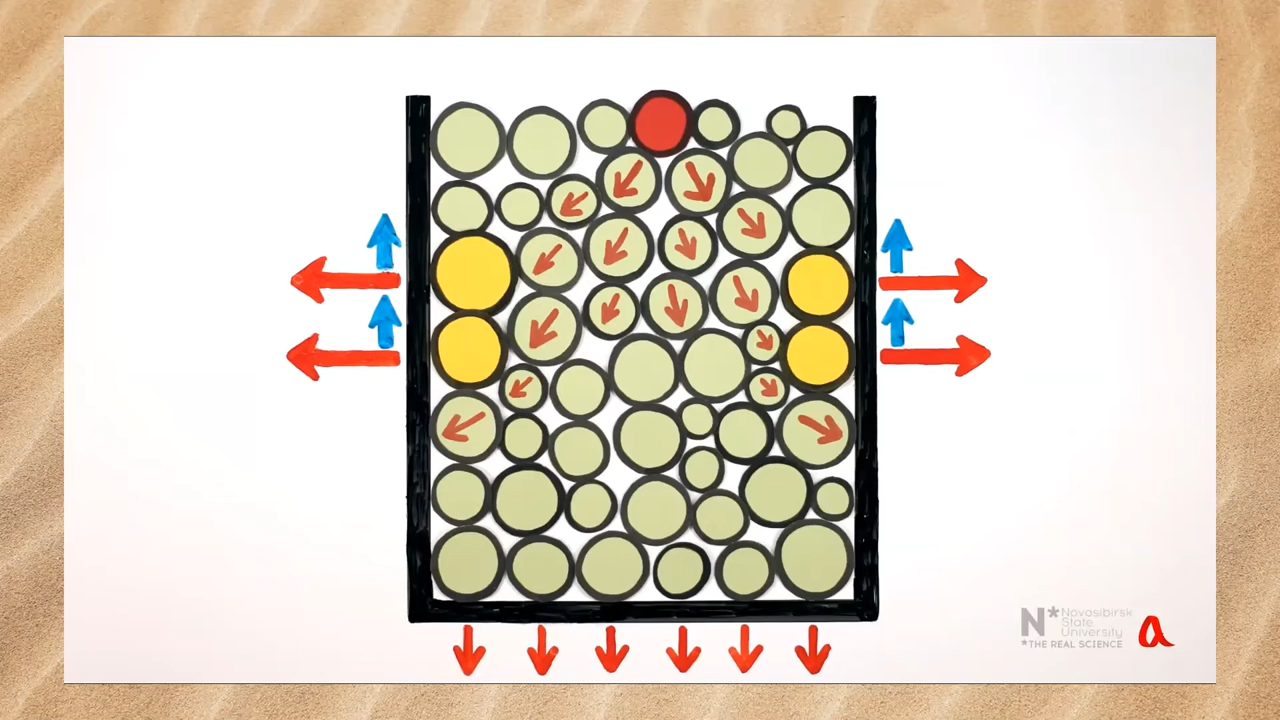 N*
Novosibirsk
State
University
*THE REAL SCIENCE
a